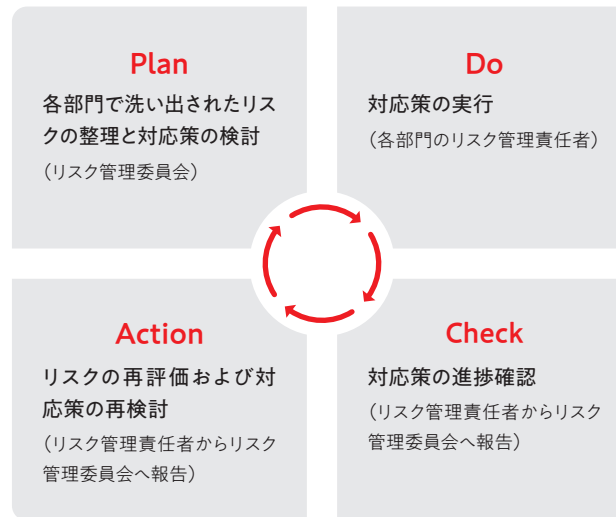 Plan
各部門で洗い出されたリス
クの整理と対応策の検討
（リスク管理委員会）
Do
対応策の実行
（各部門のリスク管理責任者）
Action
リスクの再評価および対
応策の再検討
（リスク管理責任者からリスク
管理委員会へ報告）
Check
対応策の進捗確認
（リスク管理責任者からリスク
管理委員会へ報告）